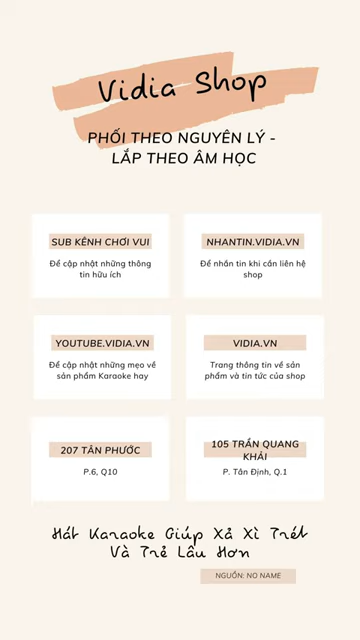 Vidia Shop
PHỐI THEO NGUYÊN LÝ -
LẮP THEO ÂM HỌC
SUB KÊNH CHƠI VUI
Để cập nhật những thông
tin hữu ích
NHANTIN.VIDIA.VN
Để nhắn tin khi cần liên hệ
shop
YOUTUBE.VIDIA.VN
Để cập nhật những mẹo về
sản phẩm Karaoke hay
VIDIA.VN
Trang thông tin về sản
phẩm và tin tức của shop
207 TÂN PHƯỚC
P.6, Q10
105 TRẦN QUANG
KHẢI
P. Tân Định, Q.1
Hát Karaoke Giúp Xả Xì Trét
Và Trẻ Lâu Hơn
NGUỒN: NO NAME